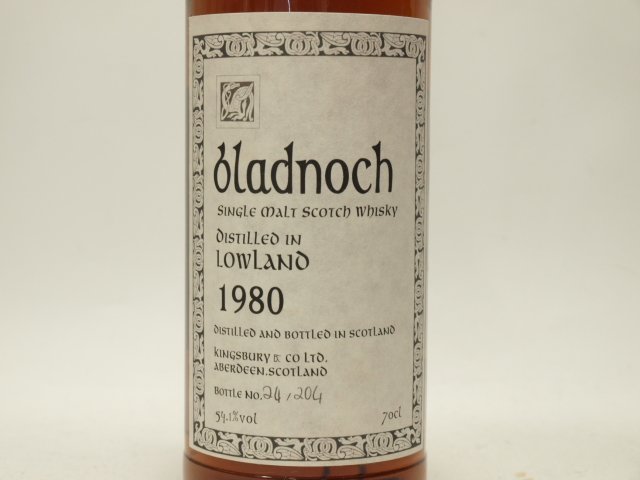 bladnoch
Single Malt Scotch Whisky
Distilled in
Lowland
1980
Distilled and Bottled in Scotland
Kingsbury & Co Ltd.
Aberdeen.Scotland
Bottle No. 24,204
54.1%vol 70cl